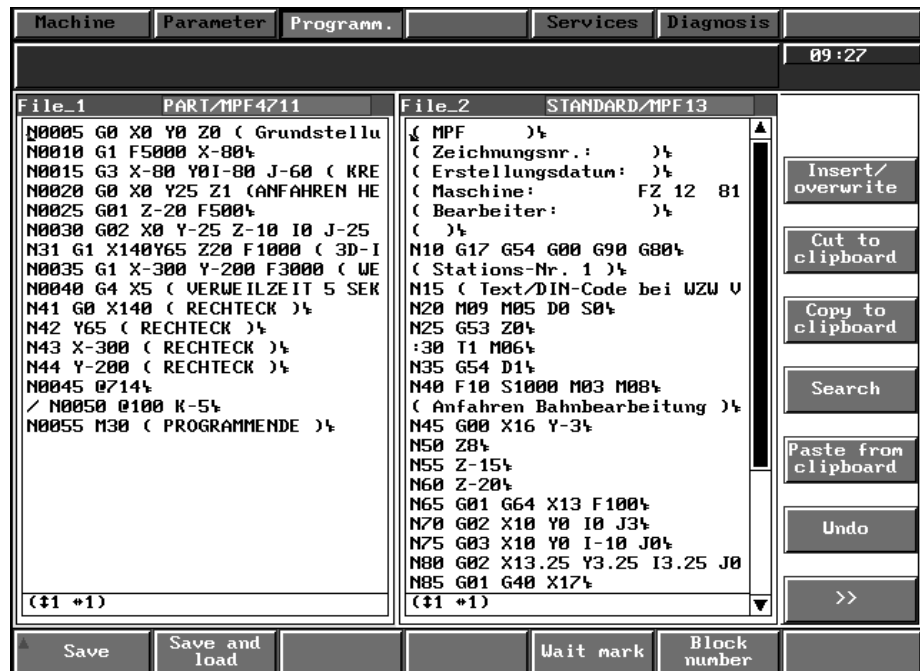 Machine Parameter Programm. Services Diagnosis
09:27
File_1 PART/MPF4711
N0005 G0 X0 Y0 Z0 ( Grundstellu
N0010 G1 F5000 X-80␊
N0015 G3 X-80 Y0I-80 J-60 ( KRE
N0020 G0 X0 Y25 Z1 (ANFAHREN HE
N0025 G01 Z-20 F500␊
N0030 G02 X0 Y-25 Z-10 I0 J-25
N31 G1 X140Y65 Z20 F1000 ( 3D-I
N0035 G1 X-300 Y-200 F3000 ( WE
N0040 G4 X5 ( VERWEILZEIT 5 SEK
N41 G0 X140 ( RECHTECK )␊
N42 Y65 ( RECHTECK )␊
N43 X-300 ( RECHTECK )␊
N44 Y-200 ( RECHTECK )␊
N0045 @714␊
/ N0050 @100 K-5␊
N0055 M30 ( PROGRAMMENDE )␊
(↕1 ↔1)
File_2 STANDARD/MPF13
( MPF )␊
( Zeichnungsnr.: )␊
( Erstellungsdatum: )␊
( Maschine: FZ 12 81
( Bearbeiter: )␊
( )␊
N10 G17 G54 G00 G90 G80␊
( Stations-Nr. 1 )␊
N15 ( Text/DIN-Code bei WZW V
N20 M09 M05 D0 S0␊
N25 G53 Z0␊
:30 T1 M06␊
N35 G54 D1␊
N40 F10 S1000 M03 M08␊
( Anfahren Bahnbearbeitung )␊
N45 G00 X16 Y-3␊
N50 Z8␊
N55 Z-15␊
N60 Z-20␊
N65 G01 G64 X13 F100␊
N70 G02 X10 Y0 I0 J3␊
N75 G03 X10 Y0 I-10 J0␊
N80 G02 X13.25 Y3.25 I3.25 J0
N85 G01 G40 X17␊
(↕1 ↔1)
Insert/
overwrite
Cut to
clipboard
Copy to
clipboard
Search
Paste from
clipboard
Undo
>>
Save
Save and
load
Wait mark
Block
number